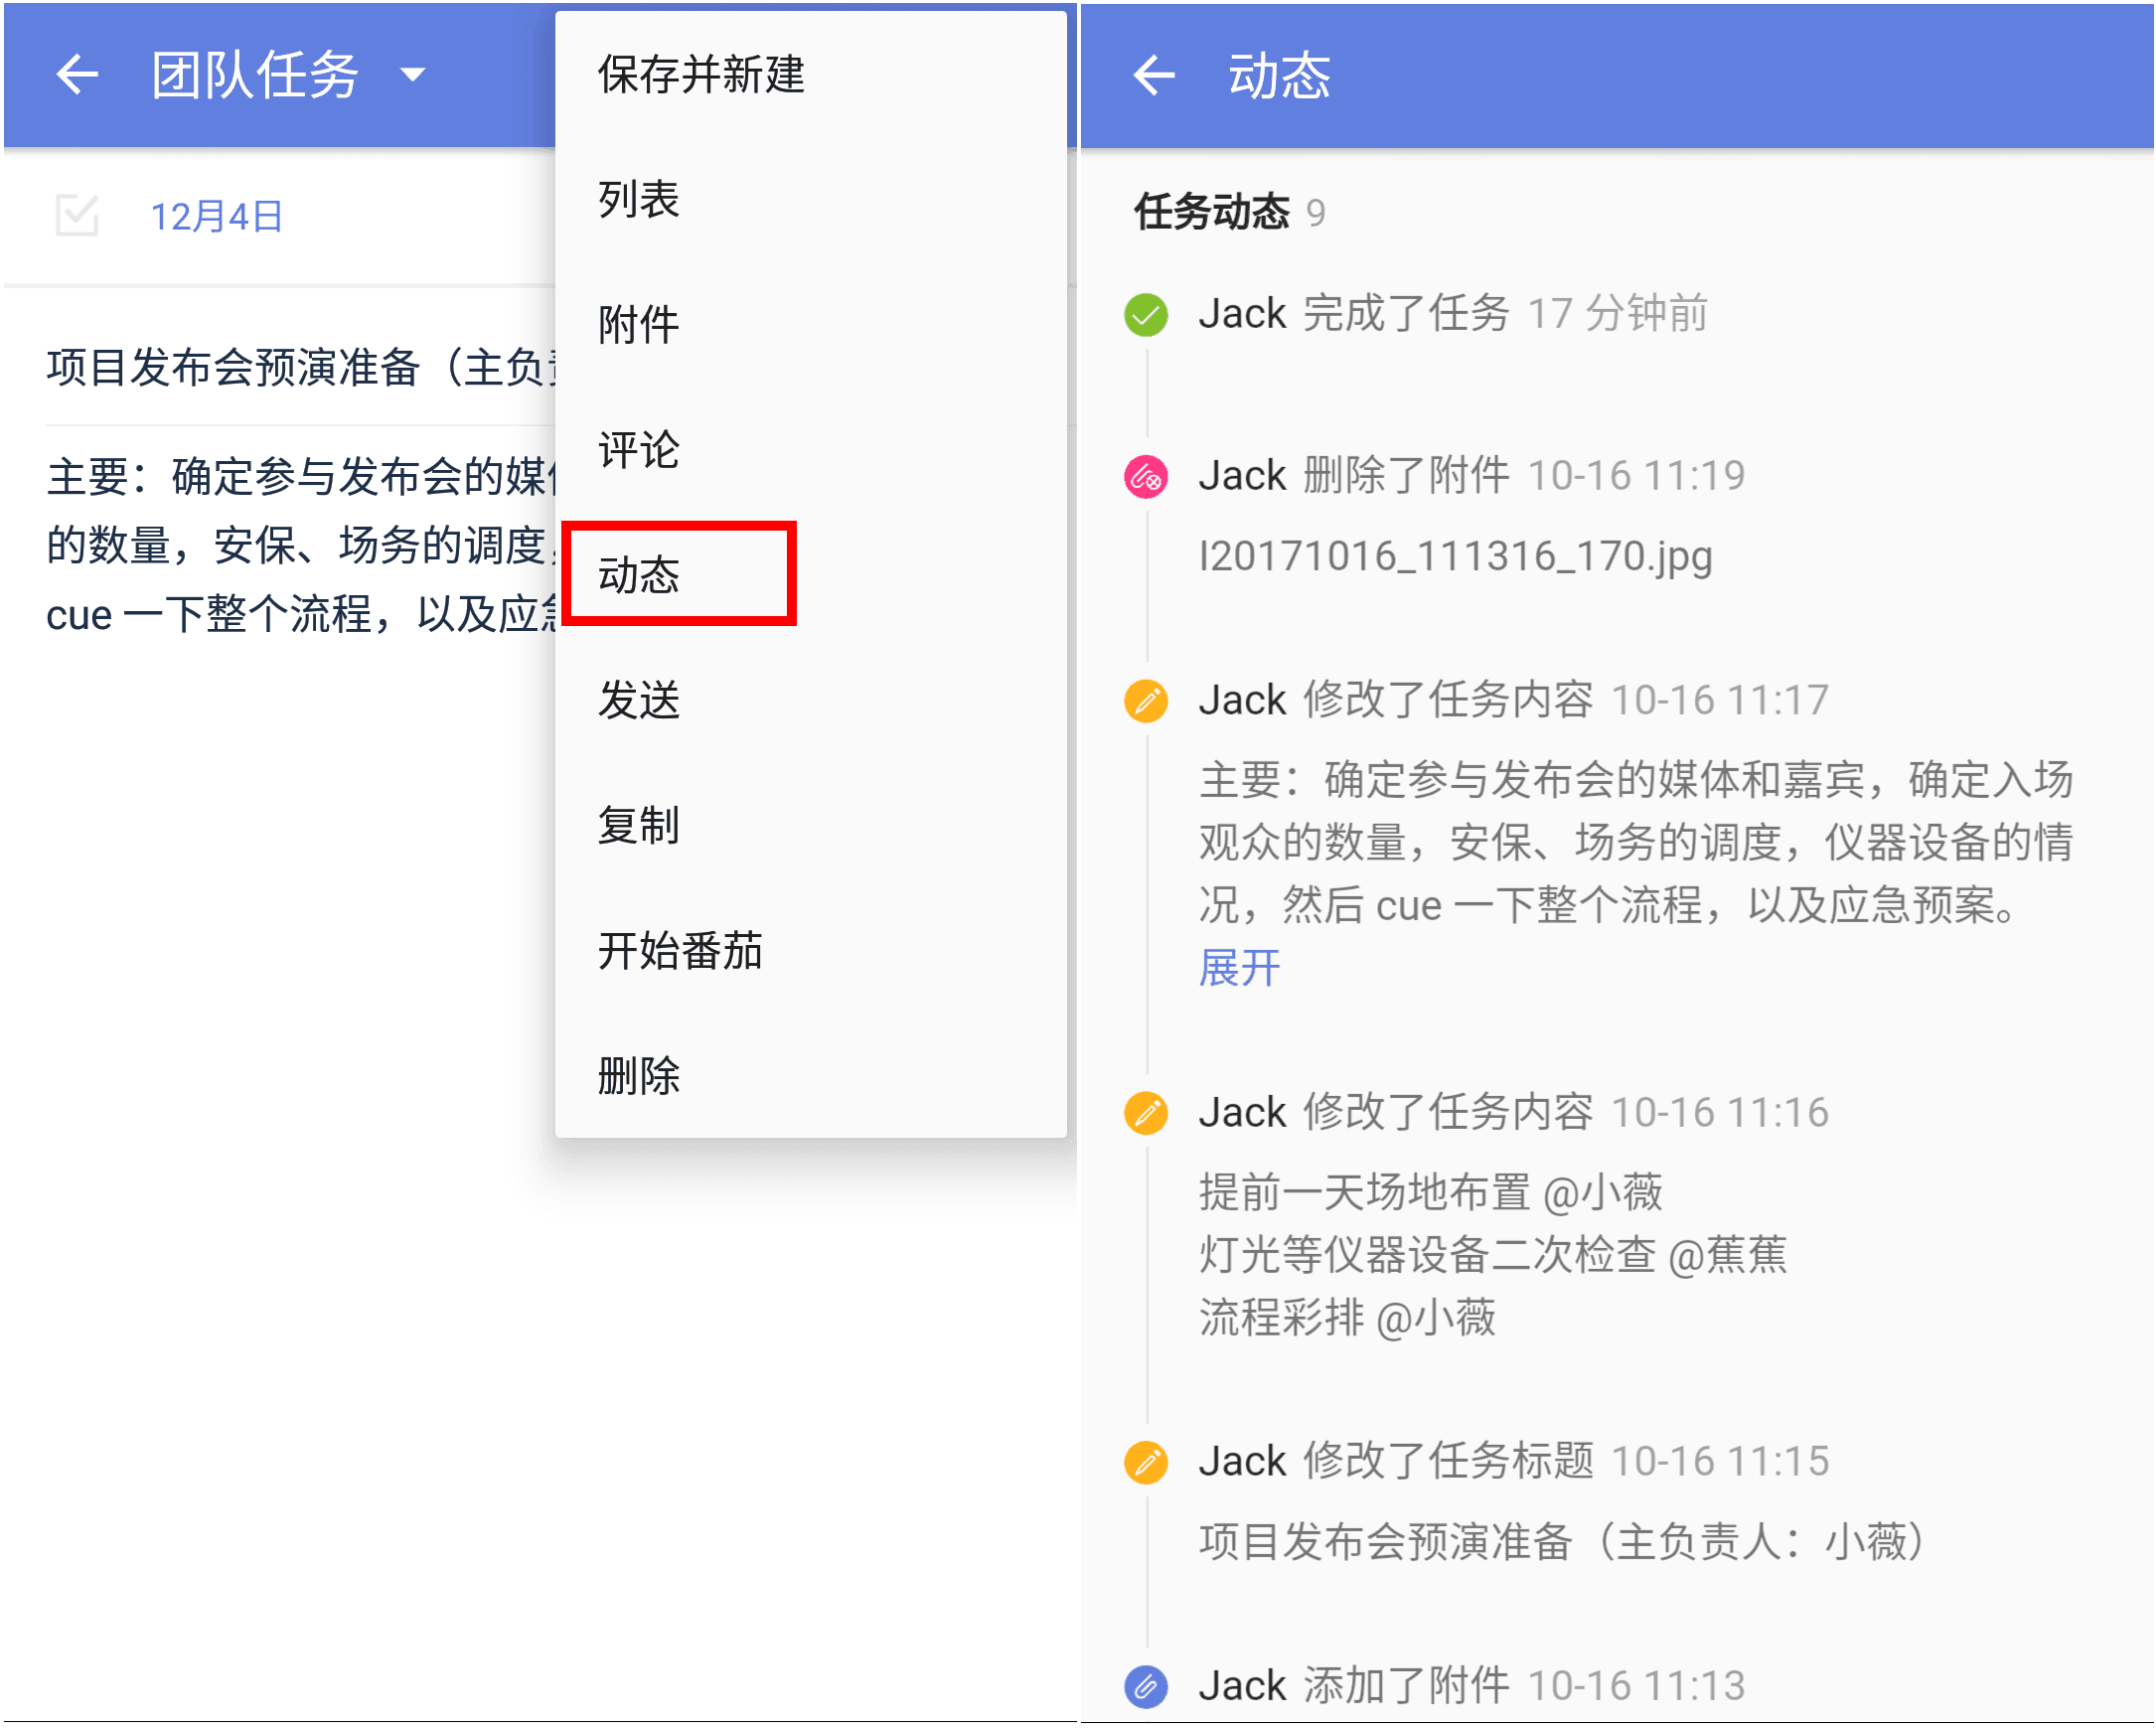 团队任务
12月4日
项目发布会预演准备（主负
主要：确定参与发布会的媒
的数量，安保、场务的调度，
cue 一下整个流程，以及应急
保存并新建
列表
附件
评论
动态
发送
复制
开始番茄
删除
动态
任务动态 9
Jack 完成了任务 17 分钟前
Jack 删除了附件 10-16 11:19
I20171016_111316_170.jpg
Jack 修改了任务内容 10-16 11:17
主要：确定参与发布会的媒体和嘉宾，确定入场
观众的数量，安保、场务的调度，仪器设备的情
况，然后 cue 一下整个流程，以及应急预案。
展开
Jack 修改了任务内容 10-16 11:16
提前一天场地布置 @小薇
灯光等仪器设备二次检查 @蕉蕉
流程彩排 @小薇
Jack 修改了任务标题 10-16 11:15
项目发布会预演准备（主负责人：小薇）
Jack 添加了附件 10-16 11:13